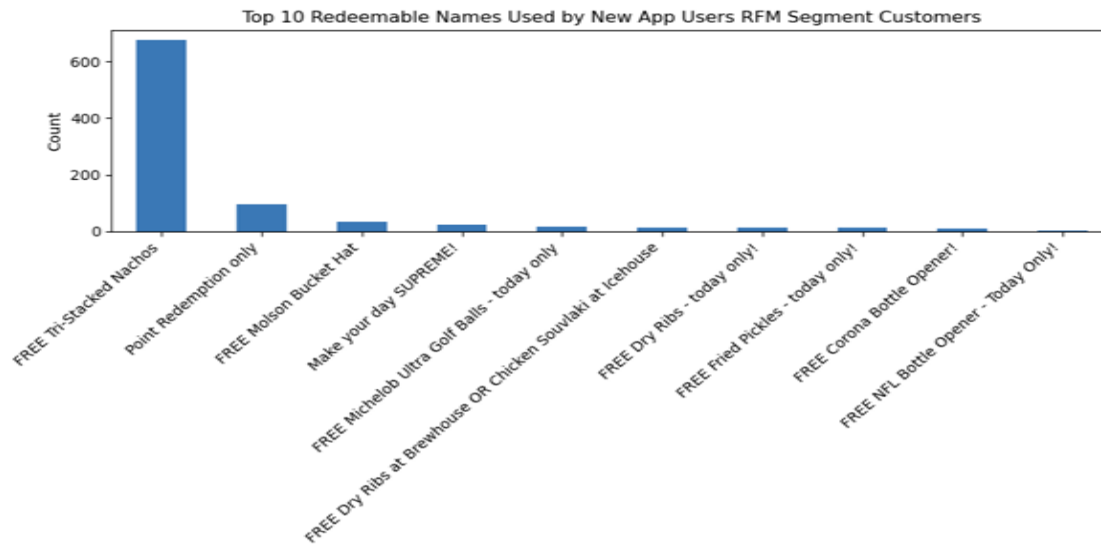 Top 10 Redeemable Names Used by New App Users RFM Segment Customers
Count
600
400
200
0
FREE Tri-Stacked Nachos
Point Redemption only
FREE Molson Bucket Hat
Make your day SUPREME!
FREE Michelob Ultra Golf Balls - today only
FREE Dry Ribs at Brewhouse OR Chicken Souvlaki at Icehouse
FREE Dry Ribs - today only!
FREE Fried Pickles - today only!
FREE Corona Bottle Opener!
FREE NFL Bottle Opener - Today Only!